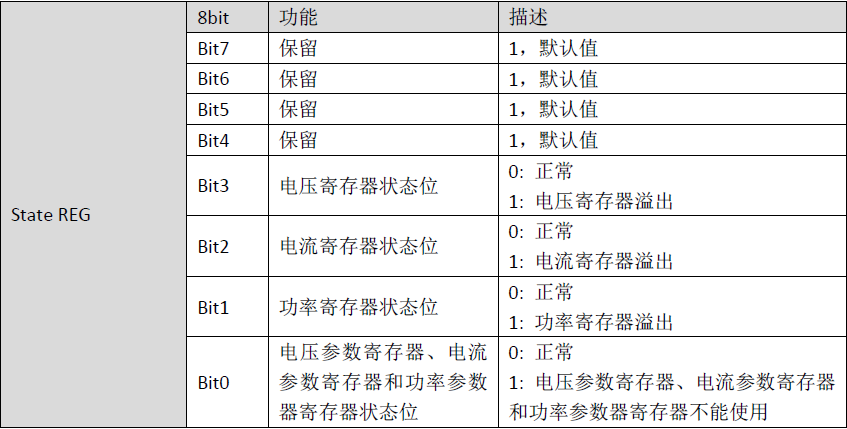 8bit 功能 描述
Bit7 保留 1，默认值
Bit6 保留 1，默认值
Bit5 保留 1，默认值
Bit4 保留 1，默认值
State REG
Bit3 电压寄存器状态位
0：正常
1：电压寄存器溢出
Bit2 电流寄存器状态位
0：正常
1：电流寄存器溢出
Bit1 功率寄存器状态位
0：正常
1：功率寄存器溢出
Bit0
电压参数寄存器、电流
参数寄存器和功率参数
器寄存器状态位
0：正常
1：电压参数寄存器、电流参数寄存器
和功率参数器寄存器不能使用